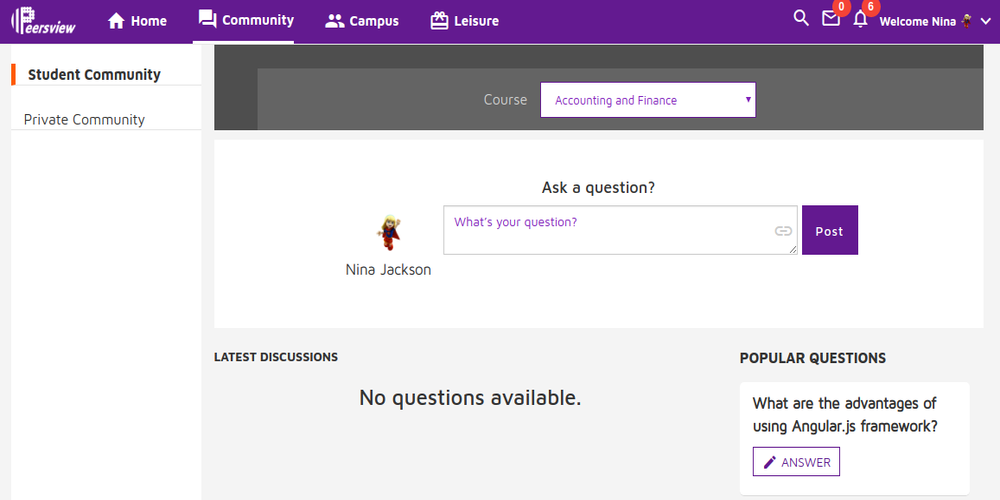 Peersview
Home
Community
Campus
Leisure
0
6
Welcome Nina
Student Community
Private Community
Course
Accounting and Finance
Ask a question?
What's your question?
Post
Nina Jackson
LATEST DISCUSSIONS
No questions available.
POPULAR QUESTIONS
What are the advantages of
using Angular.js framework?
ANSWER